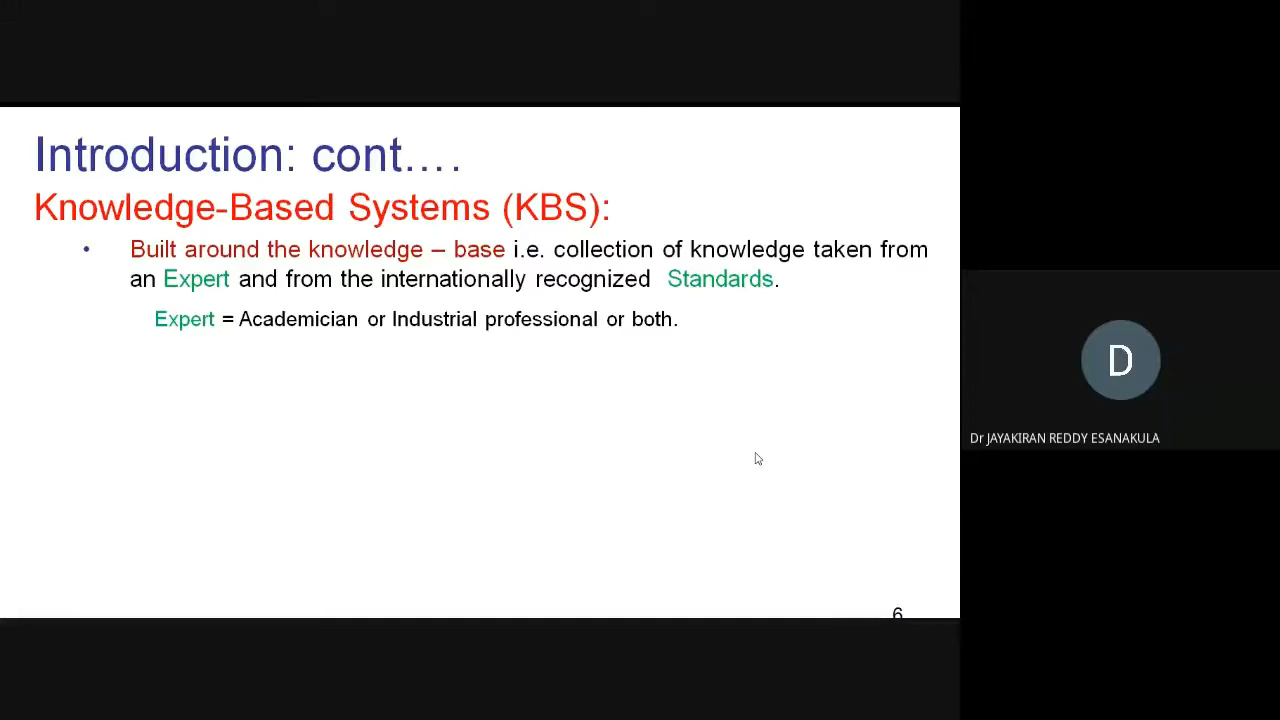 Introduction: cont….
Knowledge-Based Systems (KBS):
• Built around the knowledge – base i.e. collection of knowledge taken from
an Expert and from the internationally recognized Standards.
Expert = Academician or Industrial professional or both.
6
D
Dr JAYAKIRAN REDDY ESANAKULA